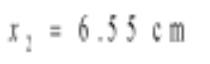 x₂ = 6.55 cm